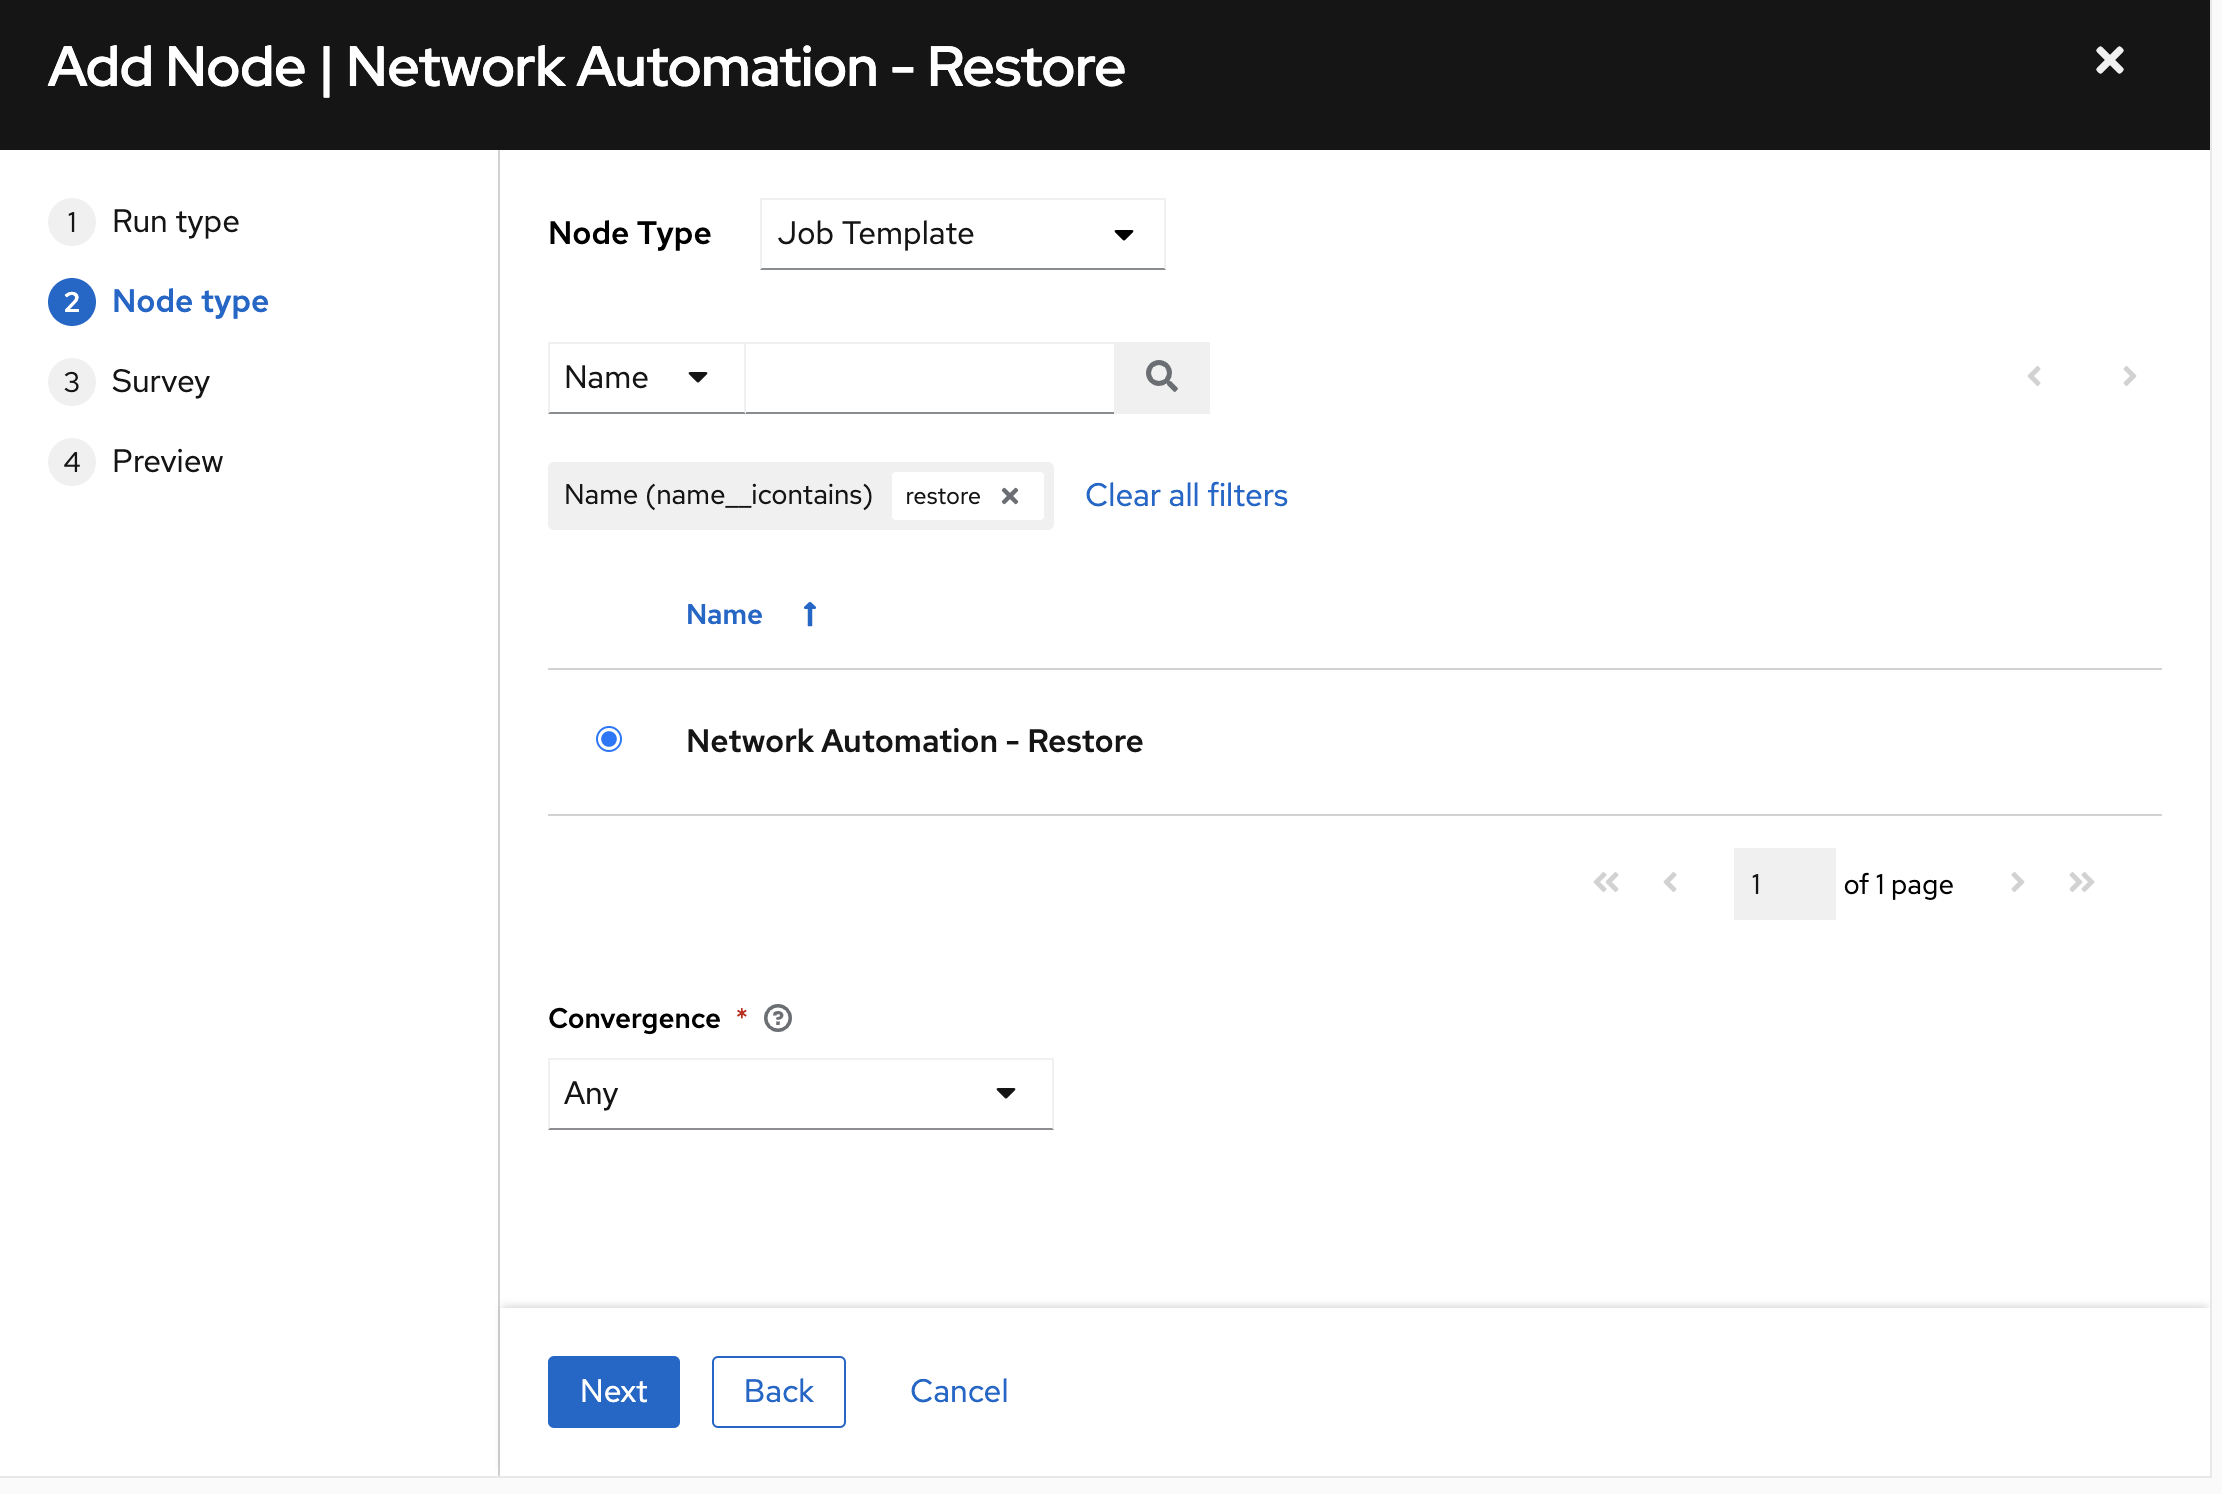 Add Node | Network Automation - Restore
1 Run type
2 Node type
3 Survey
4 Preview
Node Type Job Template
Name
Name (name__icontains) restore Clear all filters
Name
Network Automation - Restore
1 of 1 page
Convergence *
Any
Next Back Cancel